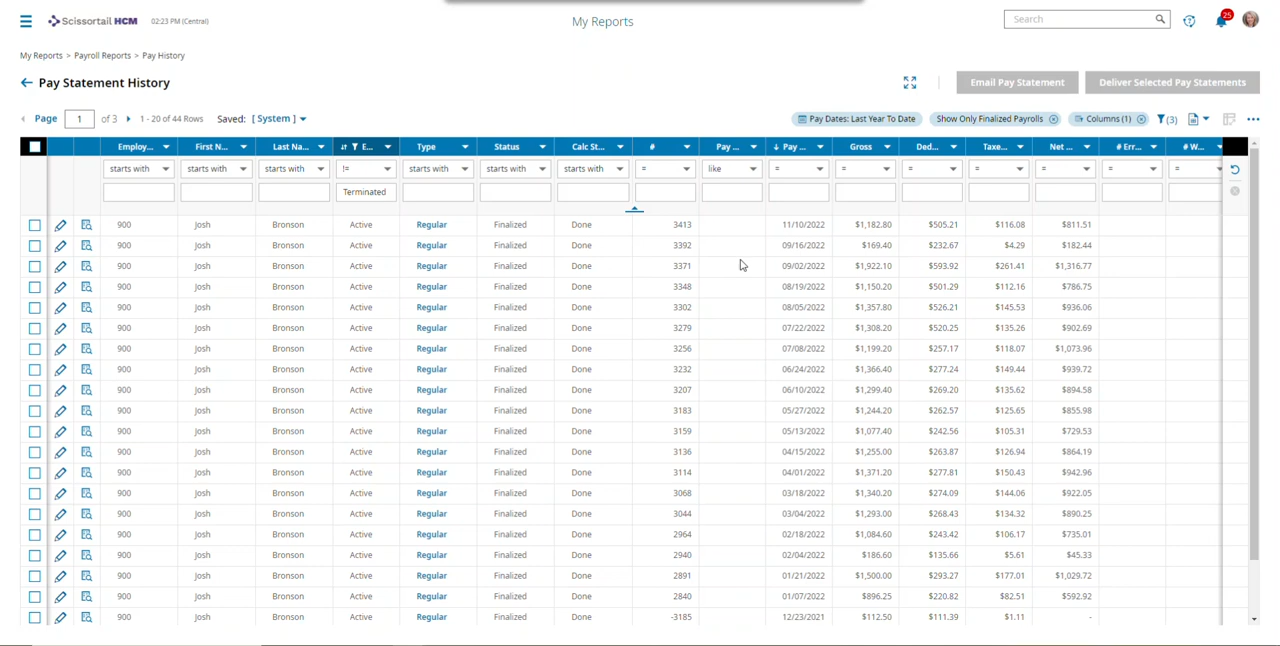 Scissortail HCM 02:23 PM (Central) My Reports Search 25
My Reports > Payroll Reports > Pay History
Pay Statement History Email Pay Statement Deliver Selected Pay Statements
Page 1 of 3 1 - 20 of 44 Rows Saved: [ System ] Pay Dates: Last Year To Date Show Only Finalized Payrolls Columns (1) (3)
Employ... First N... Last Na... E... Type Status Calc St... # Pay ... Pay ... Gross Ded... Taxe... Net ... # Err... # W...
starts with starts with starts with != starts with starts with starts with = like = = = = = = =
Terminated
900 Josh Bronson Active Regular Finalized Done 3413 11/10/2022 $1,182.80 $505.21 $116.08 $811.51
900 Josh Bronson Active Regular Finalized Done 3392 09/16/2022 $169.40 $232.67 $4.29 $182.44
900 Josh Bronson Active Regular Finalized Done 3371 09/02/2022 $1,922.10 $593.92 $261.41 $1,316.77
900 Josh Bronson Active Regular Finalized Done 3348 08/19/2022 $1,150.20 $501.29 $112.16 $786.75
900 Josh Bronson Active Regular Finalized Done 3302 08/05/2022 $1,357.80 $526.21 $145.53 $936.06
900 Josh Bronson Active Regular Finalized Done 3279 07/22/2022 $1,308.20 $520.25 $135.26 $902.69
900 Josh Bronson Active Regular Finalized Done 3256 07/08/2022 $1,199.20 $257.17 $118.07 $1,073.96
900 Josh Bronson Active Regular Finalized Done 3232 06/24/2022 $1,366.40 $277.24 $149.44 $939.72
900 Josh Bronson Active Regular Finalized Done 3207 06/10/2022 $1,299.40 $269.20 $135.62 $894.58
900 Josh Bronson Active Regular Finalized Done 3183 05/27/2022 $1,244.20 $262.57 $125.65 $855.98
900 Josh Bronson Active Regular Finalized Done 3159 05/13/2022 $1,077.40 $242.56 $105.31 $729.53
900 Josh Bronson Active Regular Finalized Done 3136 04/15/2022 $1,255.00 $263.87 $126.94 $864.19
900 Josh Bronson Active Regular Finalized Done 3114 04/01/2022 $1,371.20 $277.81 $150.43 $942.96
900 Josh Bronson Active Regular Finalized Done 3068 03/18/2022 $1,340.20 $274.09 $144.06 $922.05
900 Josh Bronson Active Regular Finalized Done 3044 03/04/2022 $1,293.00 $268.43 $134.32 $890.25
900 Josh Bronson Active Regular Finalized Done 2964 02/18/2022 $1,084.60 $243.42 $106.17 $735.01
900 Josh Bronson Active Regular Finalized Done 2940 02/04/2022 $186.60 $135.66 $5.61 $45.33
900 Josh Bronson Active Regular Finalized Done 2891 01/21/2022 $1,500.00 $293.27 $177.01 $1,029.72
900 Josh Bronson Active Regular Finalized Done 2840 01/07/2022 $896.25 $220.82 $82.51 $592.92
900 Josh Bronson Active Regular Finalized Done -3185 12/23/2021 $112.50 $111.39 $1.11 -